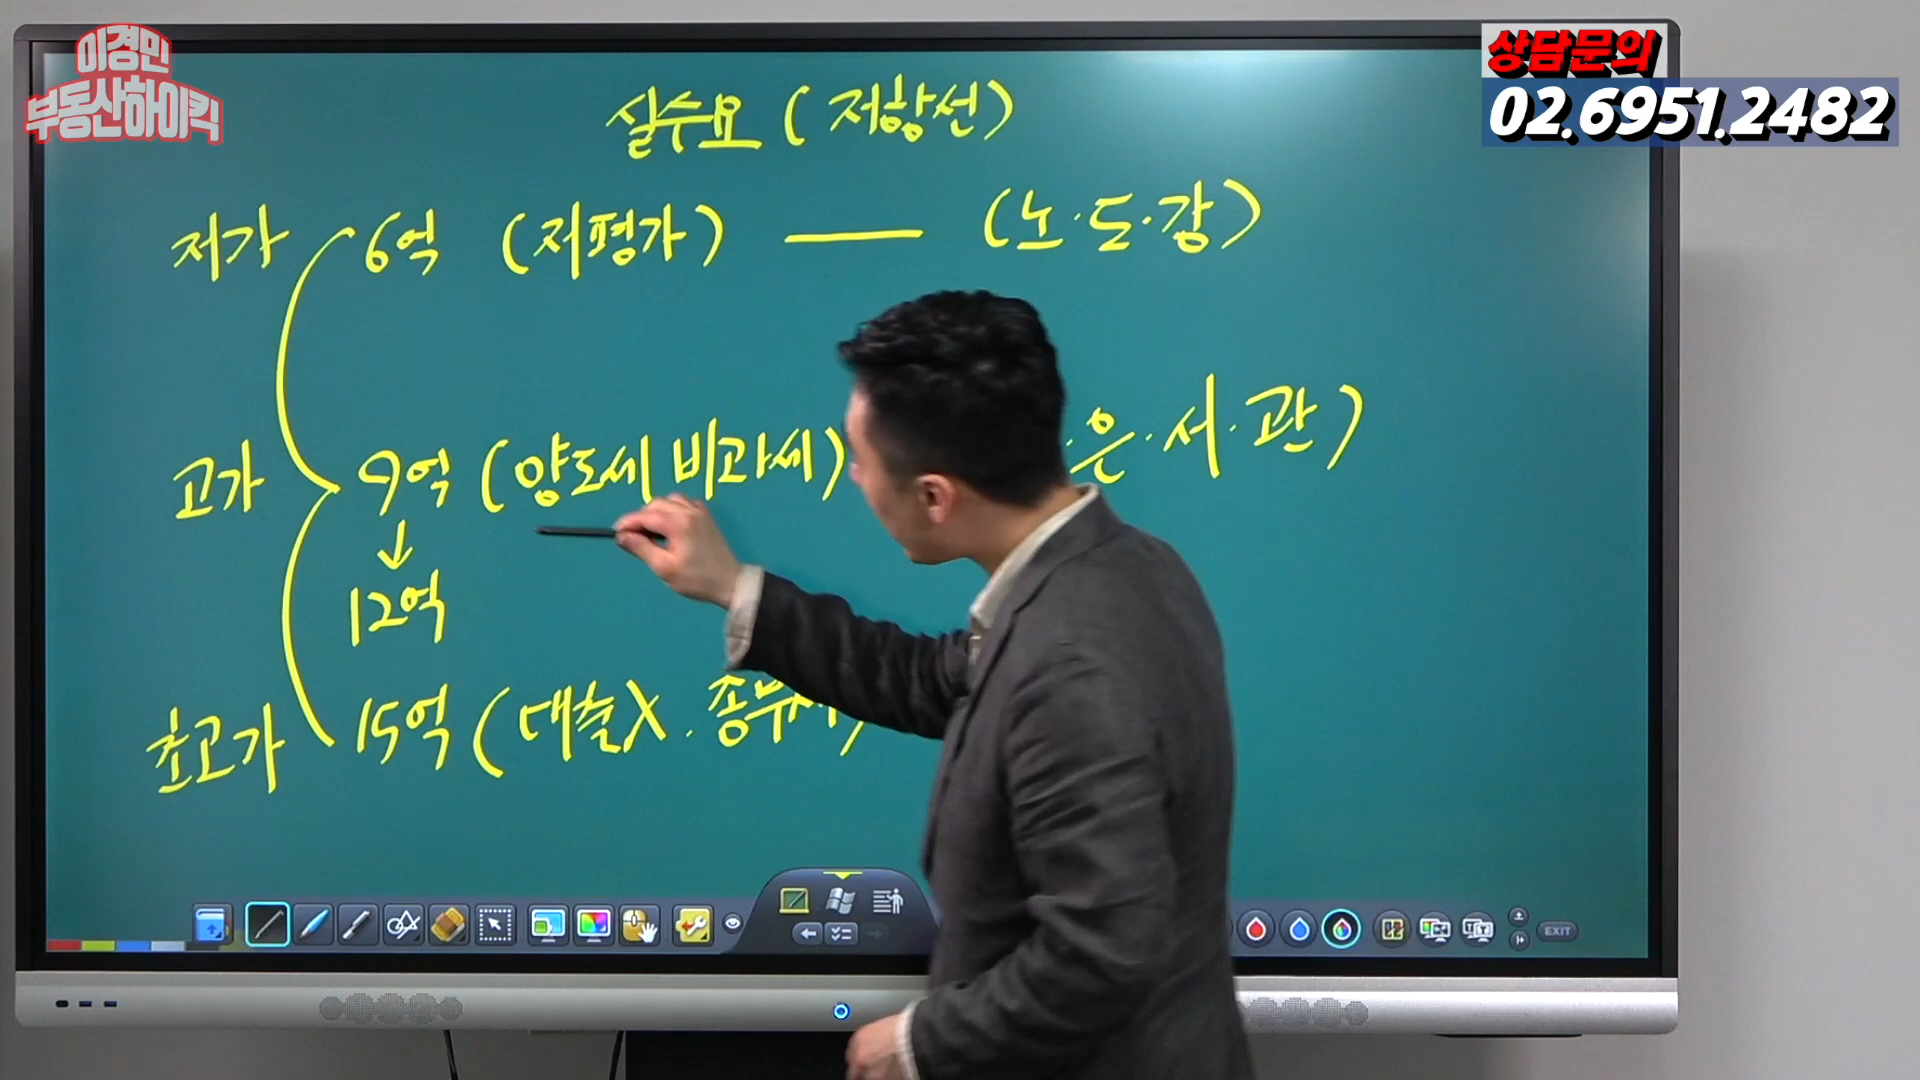 이경민
부동산하이킥
상담문의
02.6951.2482
실수요 (저항선)
저가 6억 (저평가) — (노·도·강)
고가 9억 (양도세 비과세) ·은·서·관)
↓
12억
초고가 15억 (대출X. 종부세)
EXIT